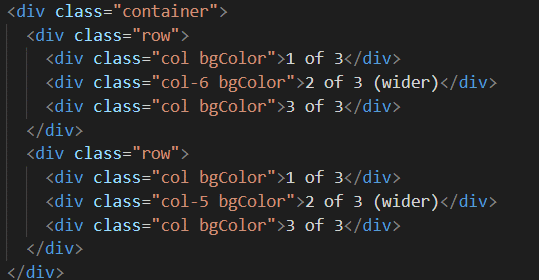 <div class="container">
<div class="row">
<div class="col bgColor">1 of 3</div>
<div class="col-6 bgColor">2 of 3 (wider)</div>
<div class="col bgColor">3 of 3</div>
</div>
<div class="row">
<div class="col bgColor">1 of 3</div>
<div class="col-5 bgColor">2 of 3 (wider)</div>
<div class="col bgColor">3 of 3</div>
</div>
</div>